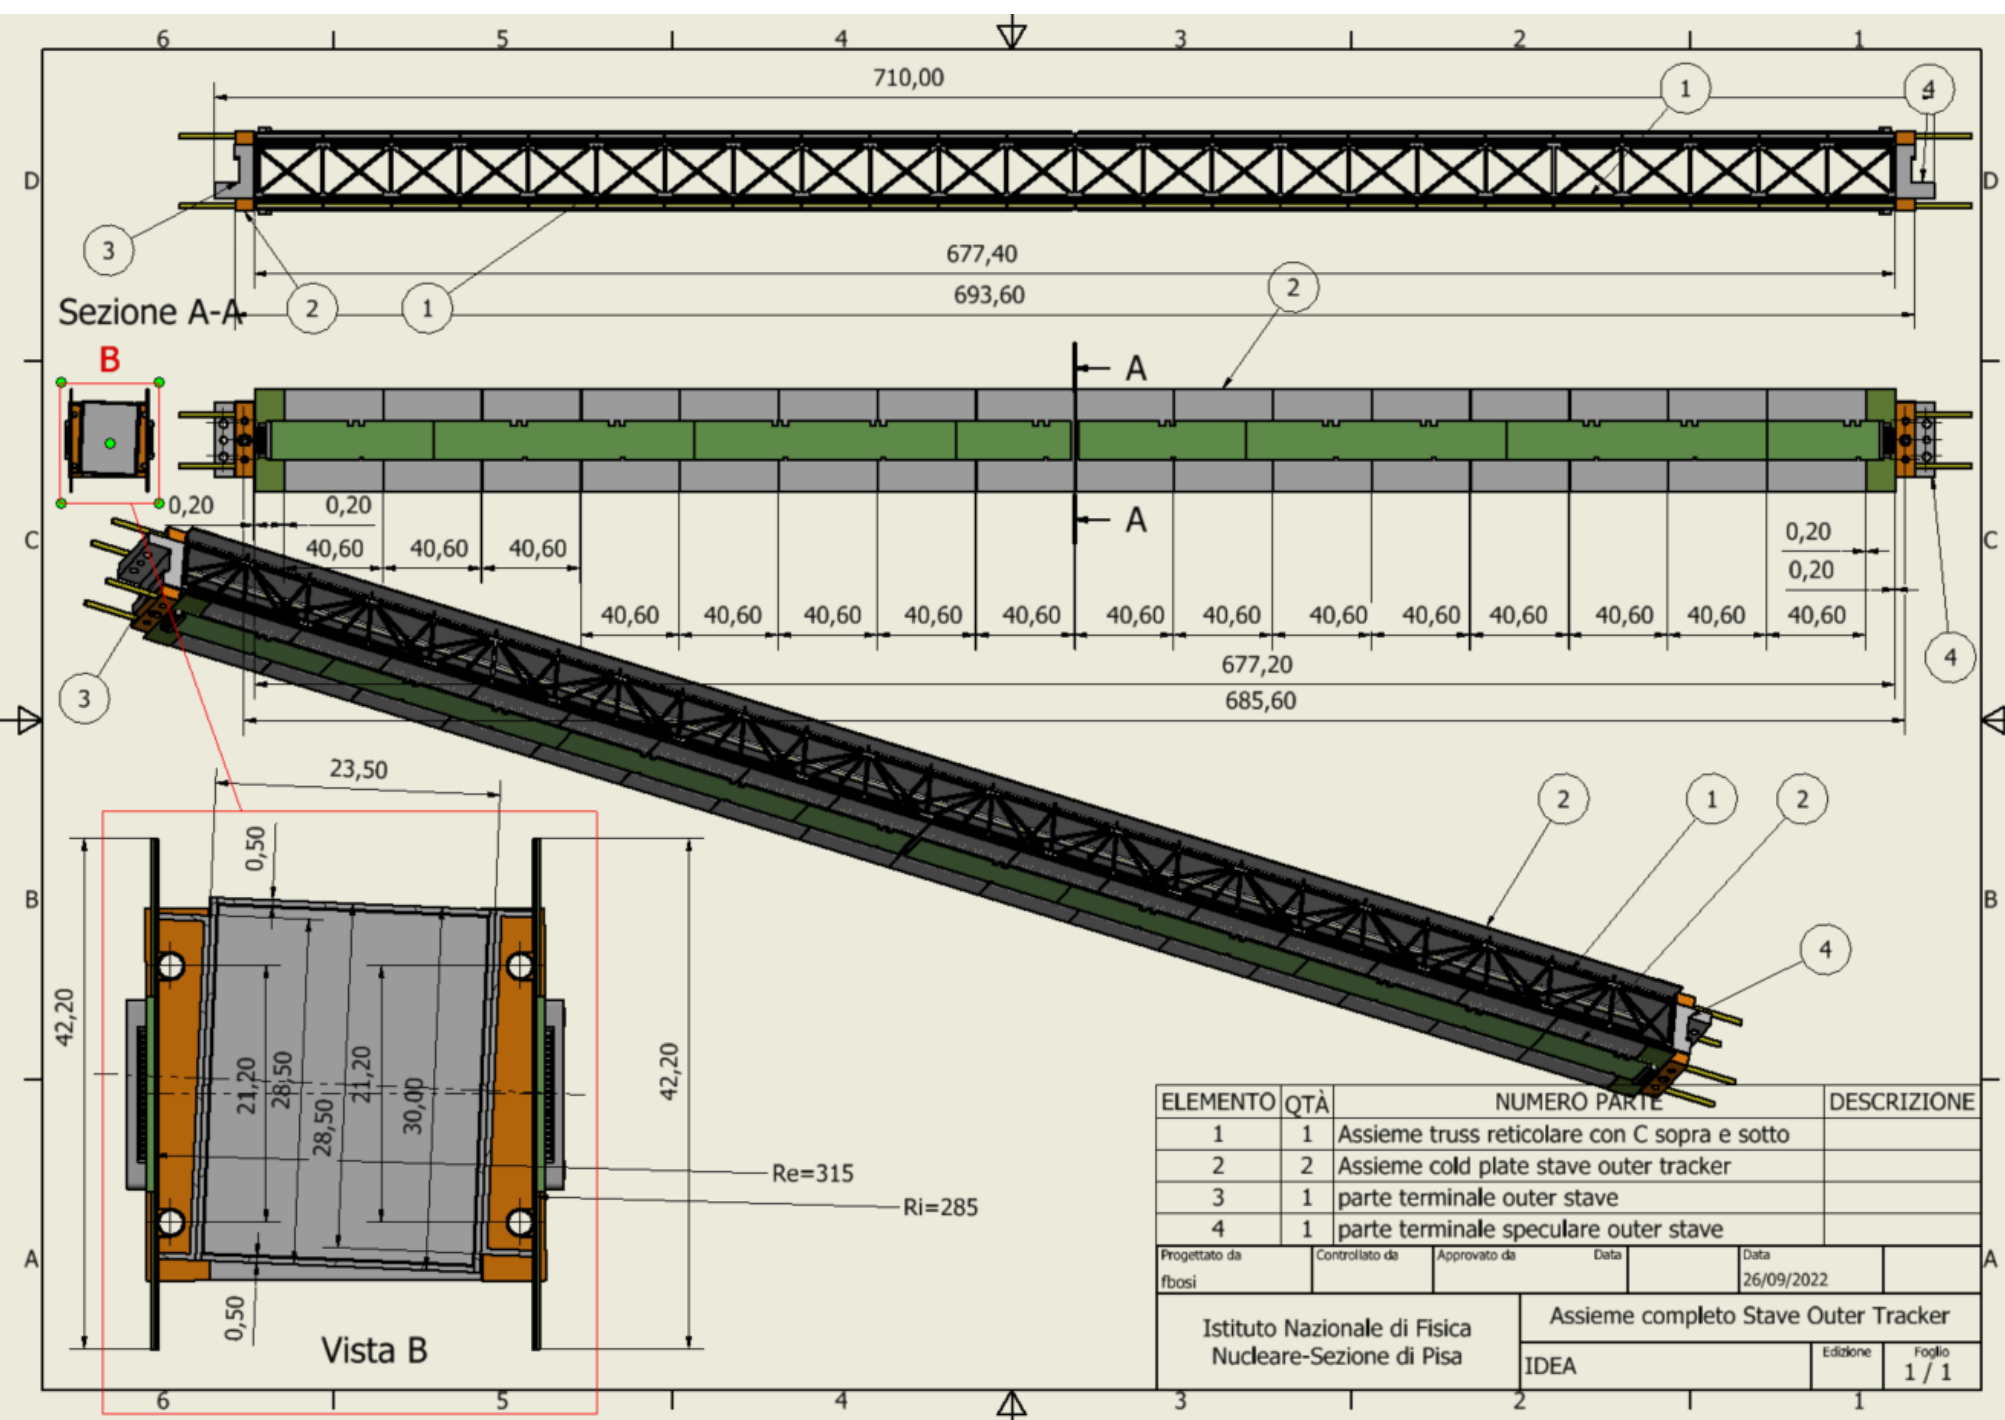 6 5 4 3 2 1
710,00
1
4
D
D
3
677,40
2
693,60
Sezione A-A
2
1
B
A
C
C
0,20
0,20
A
0,20
40,60 40,60 40,60
0,20
40,60 40,60 40,60 40,60 40,60 40,60 40,60 40,60 40,60 40,60 40,60 40,60 40,60
677,20
4
3
685,60
23,50
2
1
2
0,50
B
B
4
42,20
21,20
28,50
28,50
21,20
30,00
42,20
Re=315
Ri=285
0,50
Vista B
ELEMENTO QTÀ NUMERO PARTE DESCRIZIONE
1 1 Assieme truss reticolare con C sopra e sotto
2 2 Assieme cold plate stave outer tracker
3 1 parte terminale outer stave
4 1 parte terminale speculare outer stave
A
A
Progettato da Controllato da Approvato da Data Data
fbosi 26/09/2022
Istituto Nazionale di Fisica
Nucleare-Sezione di Pisa
Assieme completo Stave Outer Tracker
IDEA
Edizione
Foglio
1 / 1
6 5 4 3 2 1